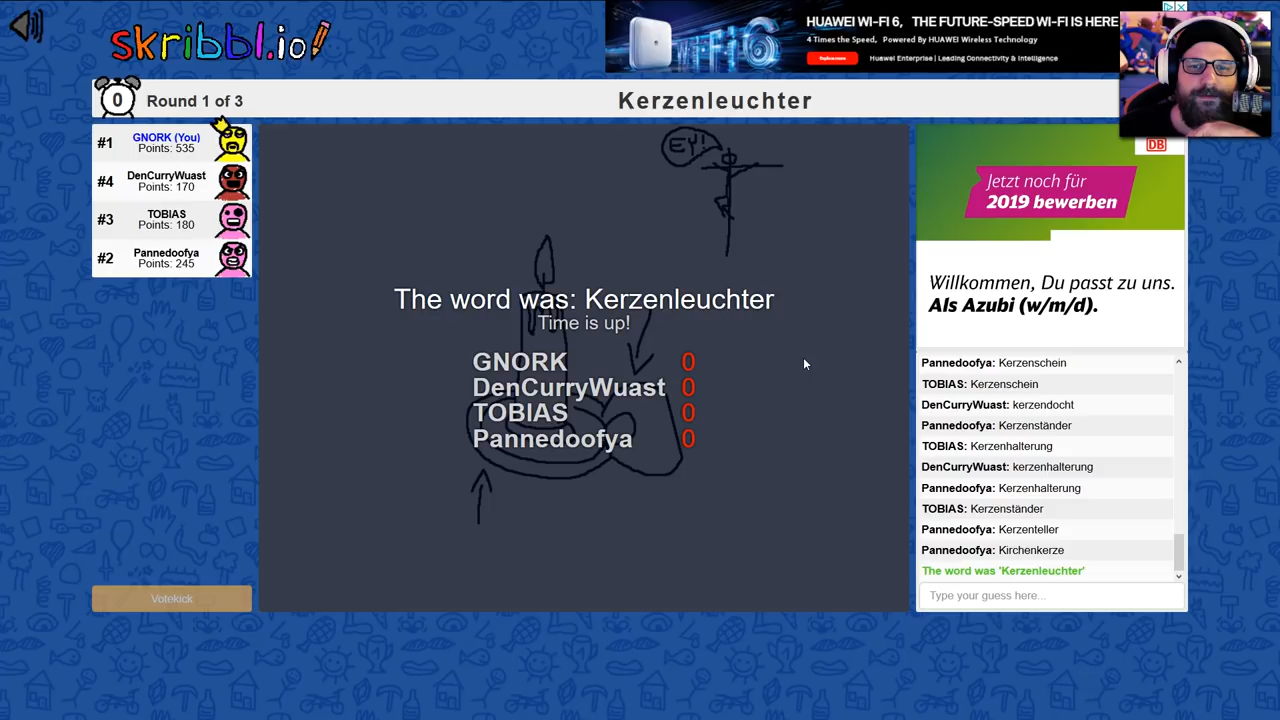 skribbl.io
HUAWEI WI-FI 6, THE FUTURE-SPEED WI-FI IS HERE
4 Times the Speed, Powered By HUAWEI Wireless Technology
Huawei Enterprise | Leading Connectivity & Intelligence
0
Round 1 of 3
Kerzenleuchter
#1
GNORK (You)
Points: 535
#4
DenCurryWuast
Points: 170
#3
TOBIAS
Points: 180
#2
Pannedoofya
Points: 245
Votekick
EY!
The word was: Kerzenleuchter
Time is up!
GNORK 0
DenCurryWuast 0
TOBIAS 0
Pannedoofya 0
DB
Jetzt noch für
2019 bewerben
Willkommen, Du passt zu uns.
Als Azubi (w/m/d).
Pannedoofya: Kerzenschein
TOBIAS: Kerzenschein
DenCurryWuast: kerzendocht
Pannedoofya: Kerzenständer
TOBIAS: Kerzenhalterung
DenCurryWuast: kerzenhalterung
Pannedoofya: Kerzenhalterung
TOBIAS: Kerzenständer
Pannedoofya: Kerzenteller
Pannedoofya: Kirchenkerze
The word was 'Kerzenleuchter'
Type your guess here...